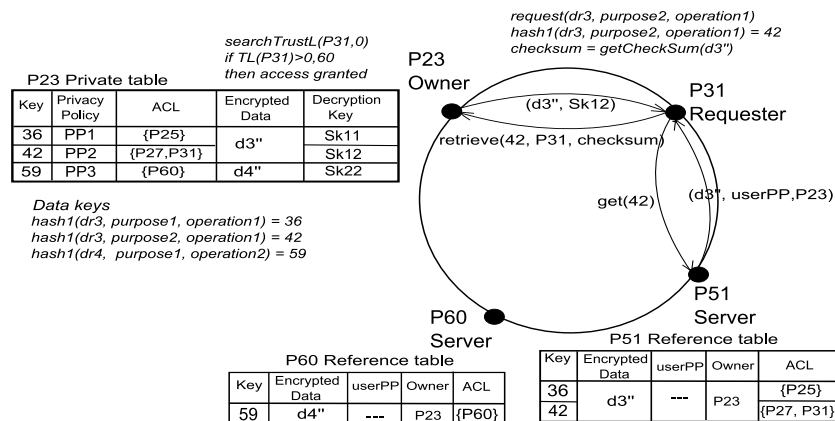 request(dr3, purpose2, operation1)
hash1(dr3, purpose2, operation1) = 42
checksum = getCheckSum(d3'')
searchTrustL(P31,0)
if TL(P31)>0,60
then access granted
P23
Owner
P31
Requester
(d3'', Sk12)
retrieve(42, P31, checksum)
get(42)
(d3'', userPP,P23)
P51
Server
P60
Server
P23 Private table
Key Privacy Policy ACL Encrypted Data Decryption Key
36 PP1 {P25} d3'' Sk11
42 PP2 {P27,P31} Sk12
59 PP3 {P60} d4'' Sk22
Data keys
hash1(dr3, purpose1, operation1) = 36
hash1(dr3, purpose2, operation1) = 42
hash1(dr4, purpose1, operation2) = 59
P60 Reference table
Key Encrypted Data userPP Owner ACL
59 d4'' --- P23 {P60}
P51 Reference table
Key Encrypted Data userPP Owner ACL
36 d3'' --- P23 {P25}
42 {P27, P31}